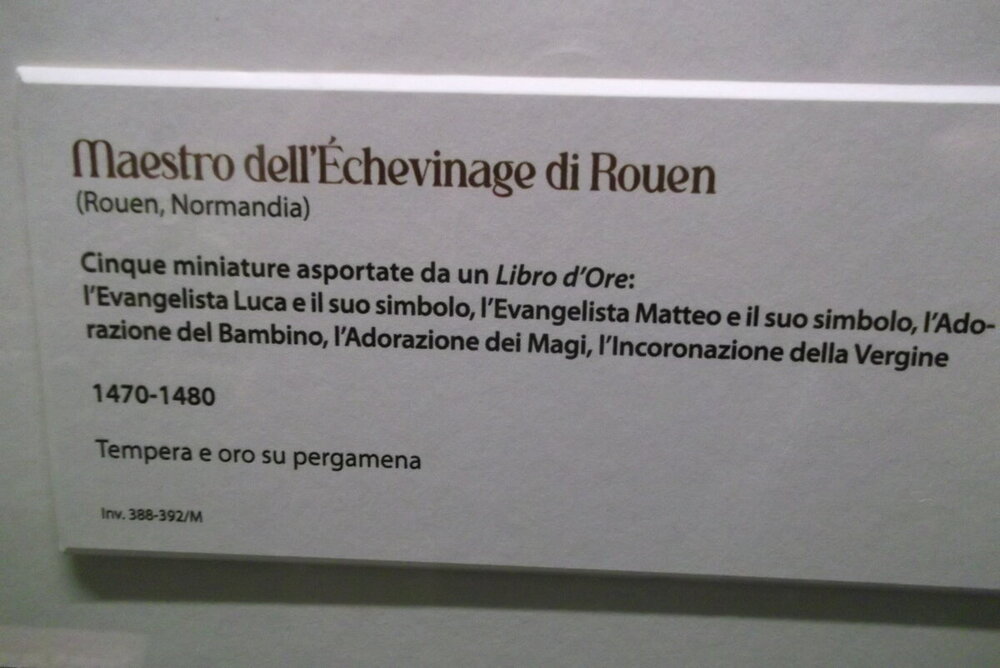 Maestro dell'Échevinage di Rouen
(Rouen, Normandia)
Cinque miniature asportate da un Libro d'Ore:
l'Evangelista Luca e il suo simbolo, l'Evangelista Matteo e il suo simbolo, l'Ado-
razione del Bambino, l'Adorazione dei Magi, l'Incoronazione della Vergine
1470-1480
Tempera e oro su pergamena
Inv. 388-392/M